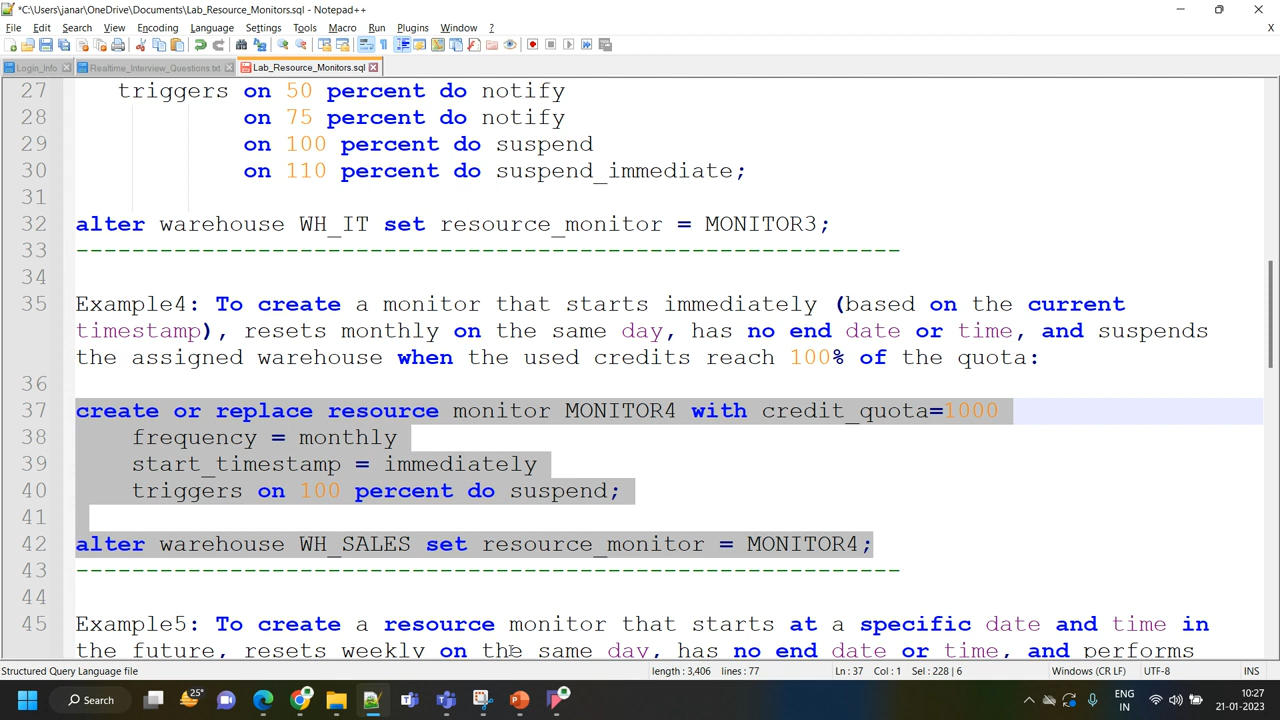 *C:\Users\janar\OneDrive\Documents\Lab_Resource_Monitors.sql - Notepad++
File Edit Search View Encoding Language Settings Tools Macro Run Plugins Window ?
X
Login_Info Realtime_Interview_Questions.txt Lab_Resource_Monitors.sql
27 triggers on 50 percent do notify
28 on 75 percent do notify
29 on 100 percent do suspend
30 on 110 percent do suspend_immediate;
31
32 alter warehouse WH_IT set resource_monitor = MONITOR3;
33 -----------------------------------------------------------
34
35 Example4: To create a monitor that starts immediately (based on the current
timestamp), resets monthly on the same day, has no end date or time, and suspends
the assigned warehouse when the used credits reach 100% of the quota:
36
37 create or replace resource monitor MONITOR4 with credit_quota=1000
38 frequency = monthly
39 start_timestamp = immediately
40 triggers on 100 percent do suspend;
41
42 alter warehouse WH_SALES set resource_monitor = MONITOR4;
43 -----------------------------------------------------------
44
45 Example5: To create a resource monitor that starts at a specific date and time in
the future, resets weekly on the same day, has no end date or time, and performs
Structured Query Language file length : 3,406 lines : 77 Ln : 37 Col : 1 Sel : 228 | 6 Windows (CR LF) UTF-8 INS
Search 25° ENG IN 10:27 21-01-2023